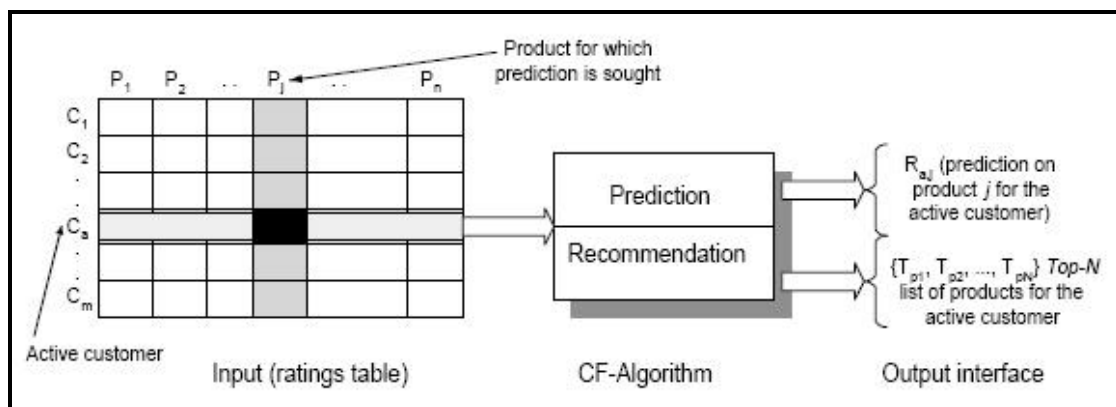 Product for which
prediction is sought
P1 P2 . . Pj . . Pn
C1
C2
.
.
Ca
.
.
Cm
Active customer
Input (ratings table)
Prediction
Recommendation
CF-Algorithm
Ra,j (prediction on
product j for the
active customer)
{Tp1, Tp2, ..., TpN} Top-N
list of products for the
active customer
Output interface